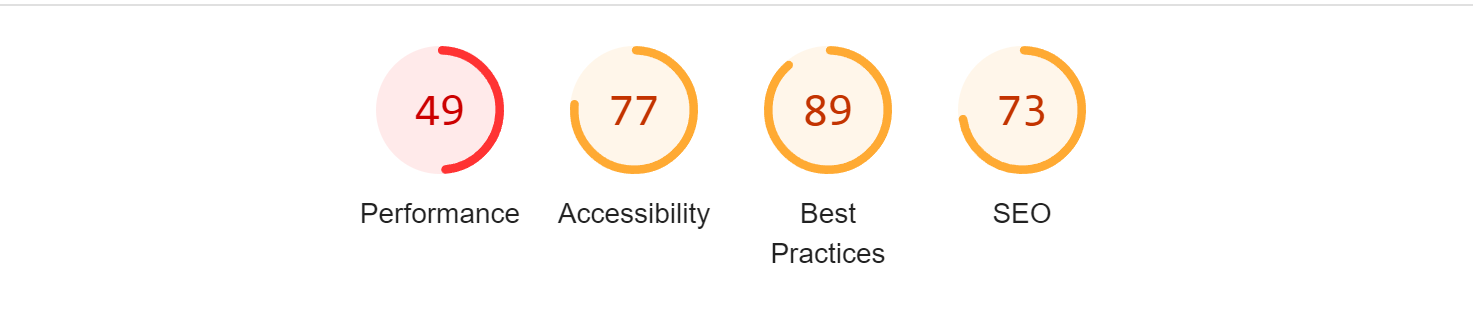 49 77 89 73
Performance Accessibility Best SEO
Practices